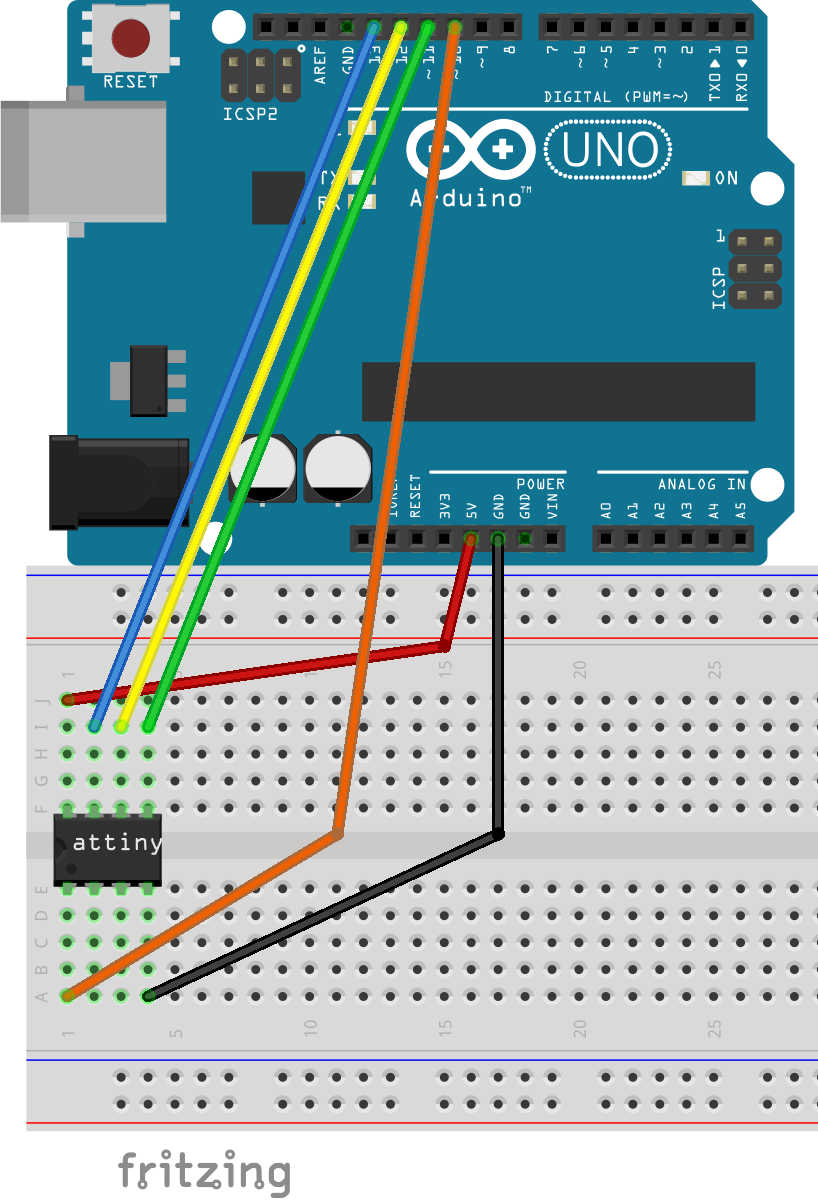 RESET
ICSP2
AREF
GND
13
12
~11
~10
~9
8
7
~6
~5
4
~3
2
TX0▶1
RX0◀0
DIGITAL (PWM=~)
TX
RX
UNO
Arduino™
ON
1
ICSP
IOREF
RESET
3V3
5V
GND
GND
VIN
POWER
ANALOG IN
A0
A1
A2
A3
A4
A5
1
10
15
20
25
J
I
H
G
F
attiny
E
D
C
B
A
1
5
10
15
20
25
fritzing